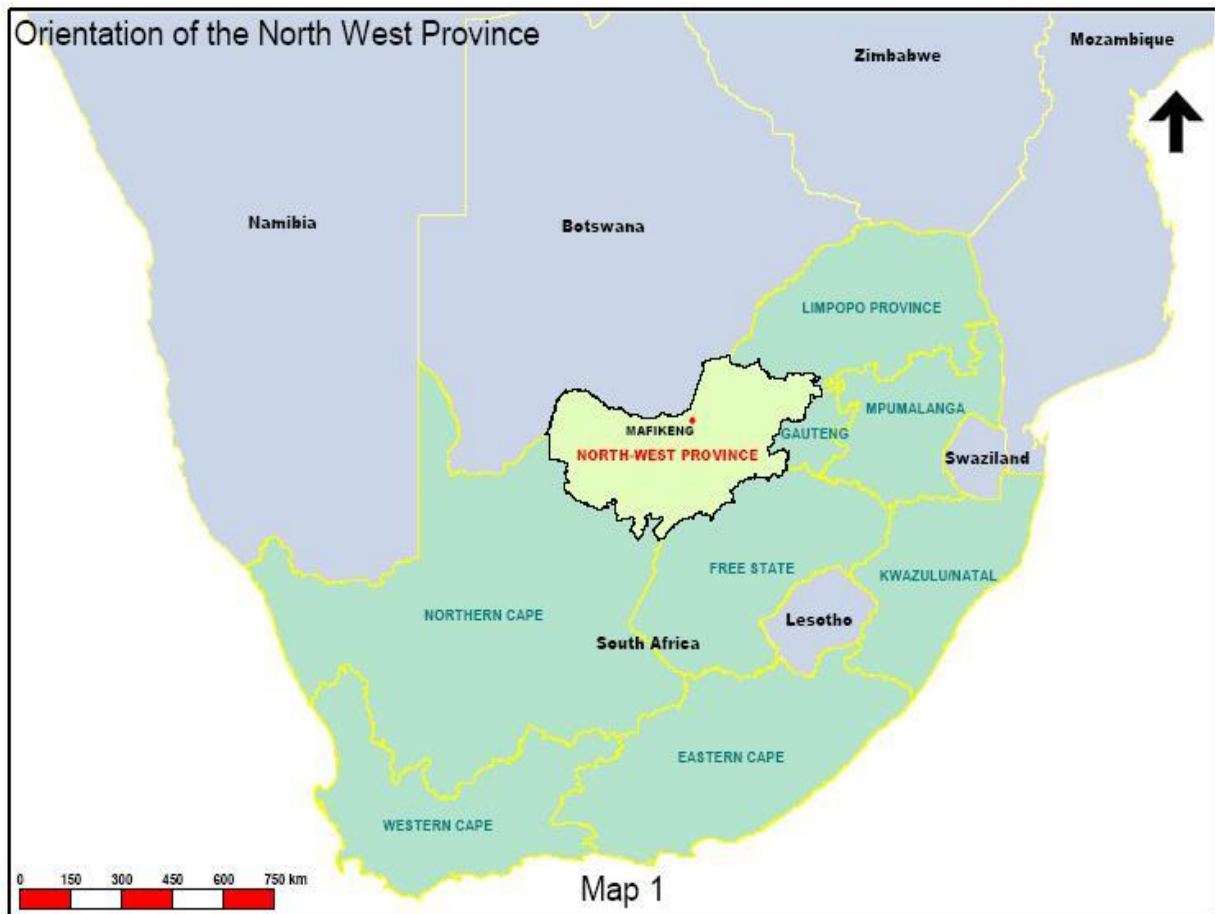 Orientation of the North West Province
Mozambique
Zimbabwe
Namibia
Botswana
LIMPOPO PROVINCE
MPUMALANGA
MAFIKENG
GAUTENG
NORTH-WEST PROVINCE
Swaziland
FREE STATE
KWAZULU/NATAL
NORTHERN CAPE
Lesotho
South Africa
EASTERN CAPE
WESTERN CAPE
0 150 300 450 600 750 km
Map 1